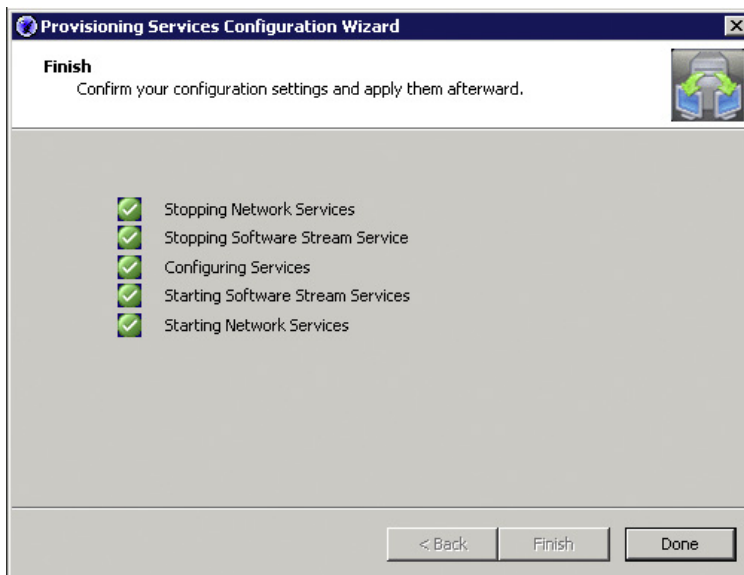 Provisioning Services Configuration Wizard
Finish
Confirm your configuration settings and apply them afterward.
Stopping Network Services
Stopping Software Stream Service
Configuring Services
Starting Software Stream Services
Starting Network Services
< Back
Finish
Done